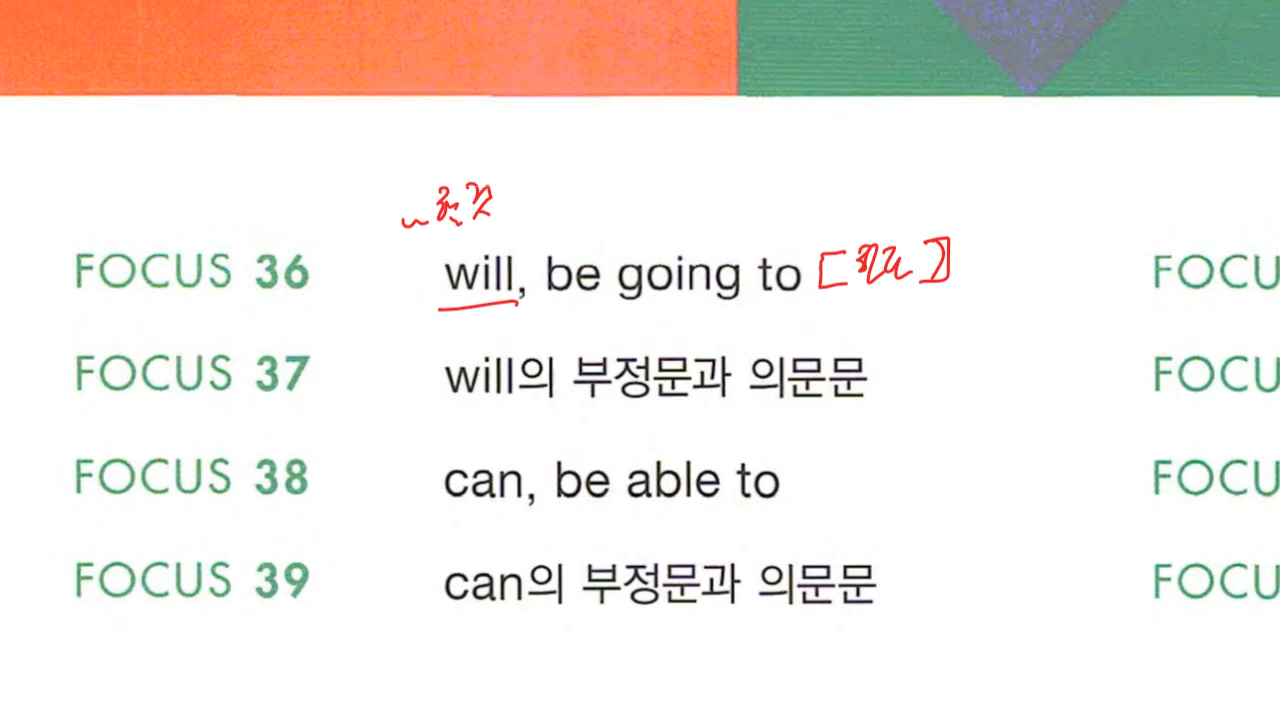 ~ 할것
FOCUS 36 will, be going to [ ]
FOCU
FOCUS 37 will의 부정문과 의문문
FOCU
FOCUS 38 can, be able to
FOCU
FOCUS 39 can의 부정문과 의문문
FOCU